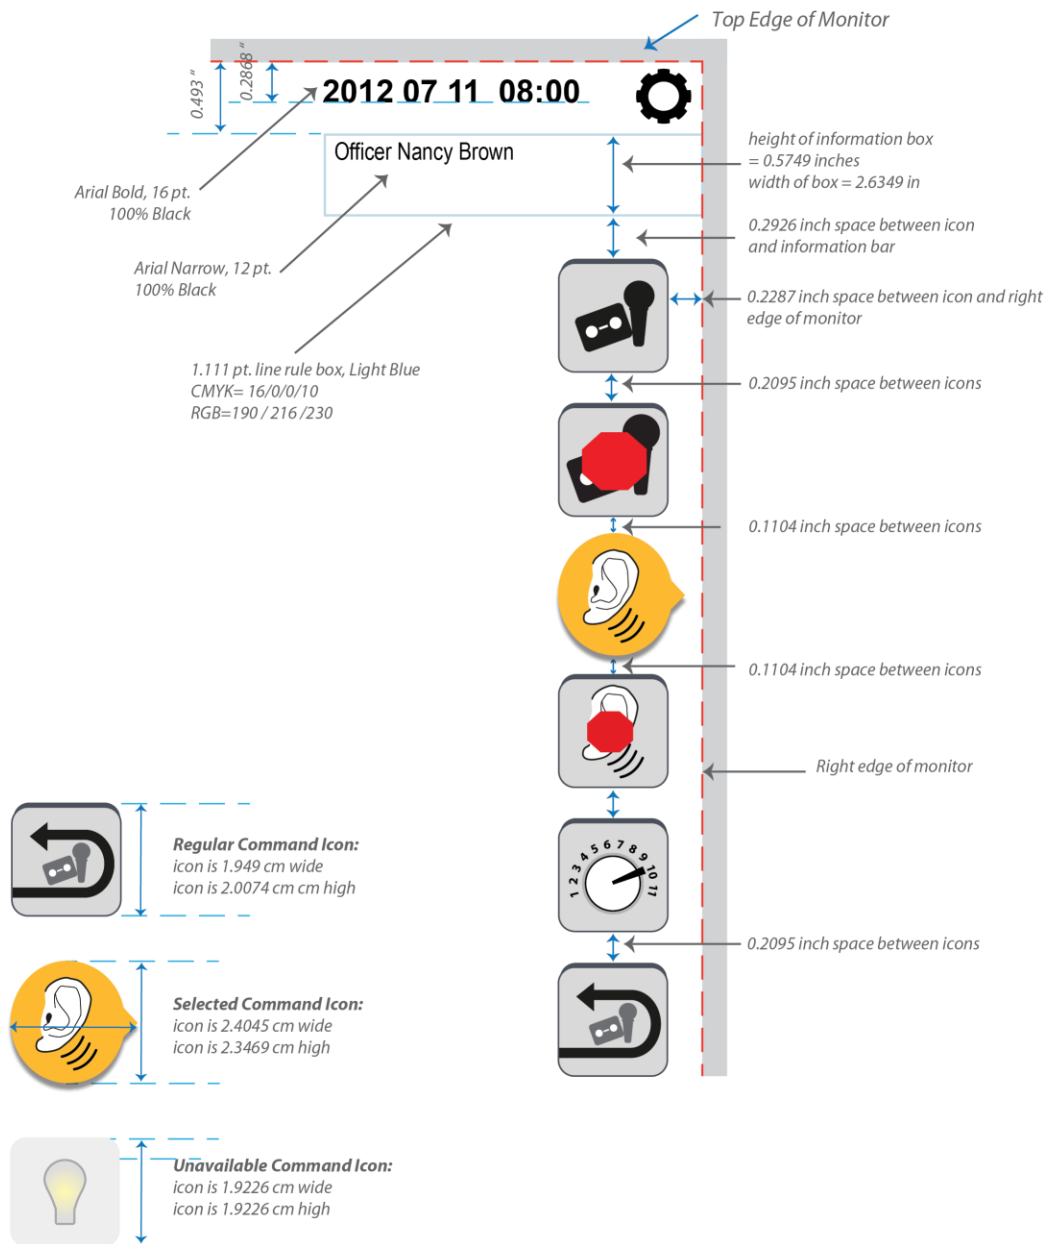 Top Edge of Monitor
0.493 "
0.2868 "
2012 07 11 08:00
height of information box
= 0.5749 inches
width of box = 2.6349 in
Officer Nancy Brown
Arial Bold, 16 pt.
100% Black
0.2926 inch space between icon
and information bar
Arial Narrow, 12 pt.
100% Black
0.2287 inch space between icon and right
edge of monitor
1.111 pt. line rule box, Light Blue
CMYK= 16/0/0/10
RGB=190 / 216 /230
0.2095 inch space between icons
0.1104 inch space between icons
0.1104 inch space between icons
Right edge of monitor
Regular Command Icon:
icon is 1.949 cm wide
icon is 2.0074 cm cm high
1 2 3 4 5 6 7 8 9 10 11
0.2095 inch space between icons
Selected Command Icon:
icon is 2.4045 cm wide
icon is 2.3469 cm high
Unavailable Command Icon:
icon is 1.9226 cm wide
icon is 1.9226 cm high